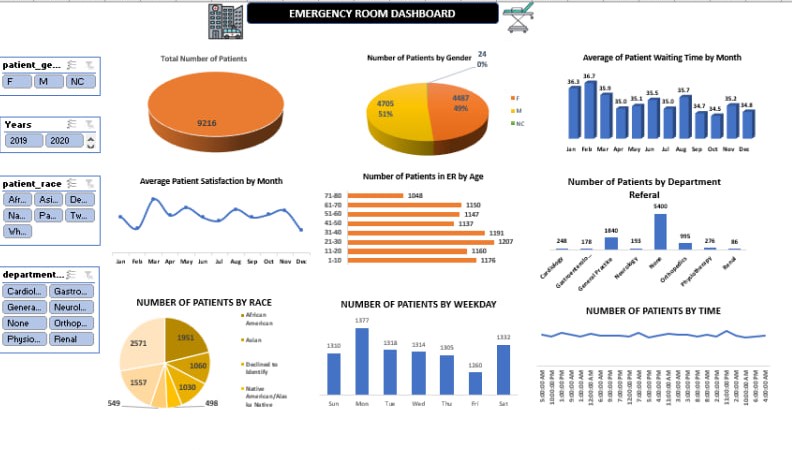 EMERGENCY ROOM DASHBOARD
patient_ge...
F M NC
Years
2019 2020
patient_race
Afr... Asi... De...
Na... Pa... Tw...
Wh...
department...
Cardiol... Gastro...
Genera... Neurol...
None Orthop...
Physio... Renal
Total Number of Patients
9216
Number of Patients by Gender
24
0%
4705
51%
4487
49%
F
M
NC
Average of Patient Waiting Time by Month
36.3 36.7 35.9 35.0 35.1 35.5 35.0 35.7 34.7 34.5 35.2 34.8
Jan Feb Mar Apr May Jun Jul Aug Sep Oct Nov Dec
Average Patient Satisfaction by Month
Jan Feb Mar Apr May Jun Jul Aug Sep Oct Nov Dec
Number of Patients in ER by Age
71-80 1048
61-70 1150
51-60 1147
41-50 1137
31-40 1191
21-30 1207
11-20 1160
1-10 1176
Number of Patients by Department
Referal
248 178 1840 193 5400 995 276 86
Cardiology
General Practice
Neurology
None
Orthopedics
Physiotherapy
Renal
NUMBER OF PATIENTS BY RACE
2571
1951
1060
1030
498
549
1557
African
American
Asian
Declined to
Identify
Native
American/Alas
ka Native
NUMBER OF PATIENTS BY WEEKDAY
1310 1377 1318 1314 1305 1260 1332
Sun Mon Tue Wed Thu Fri Sat
NUMBER OF PATIENTS BY TIME